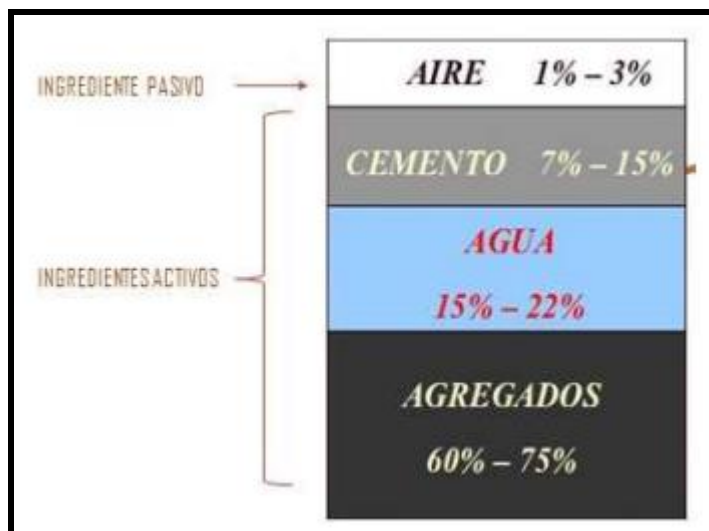 INGREDIENTE PASIVO
AIRE 1% – 3%
CEMENTO 7% – 15%
INGREDIENTES ACTIVOS
AGUA
15% – 22%
AGREGADOS
60% – 75%